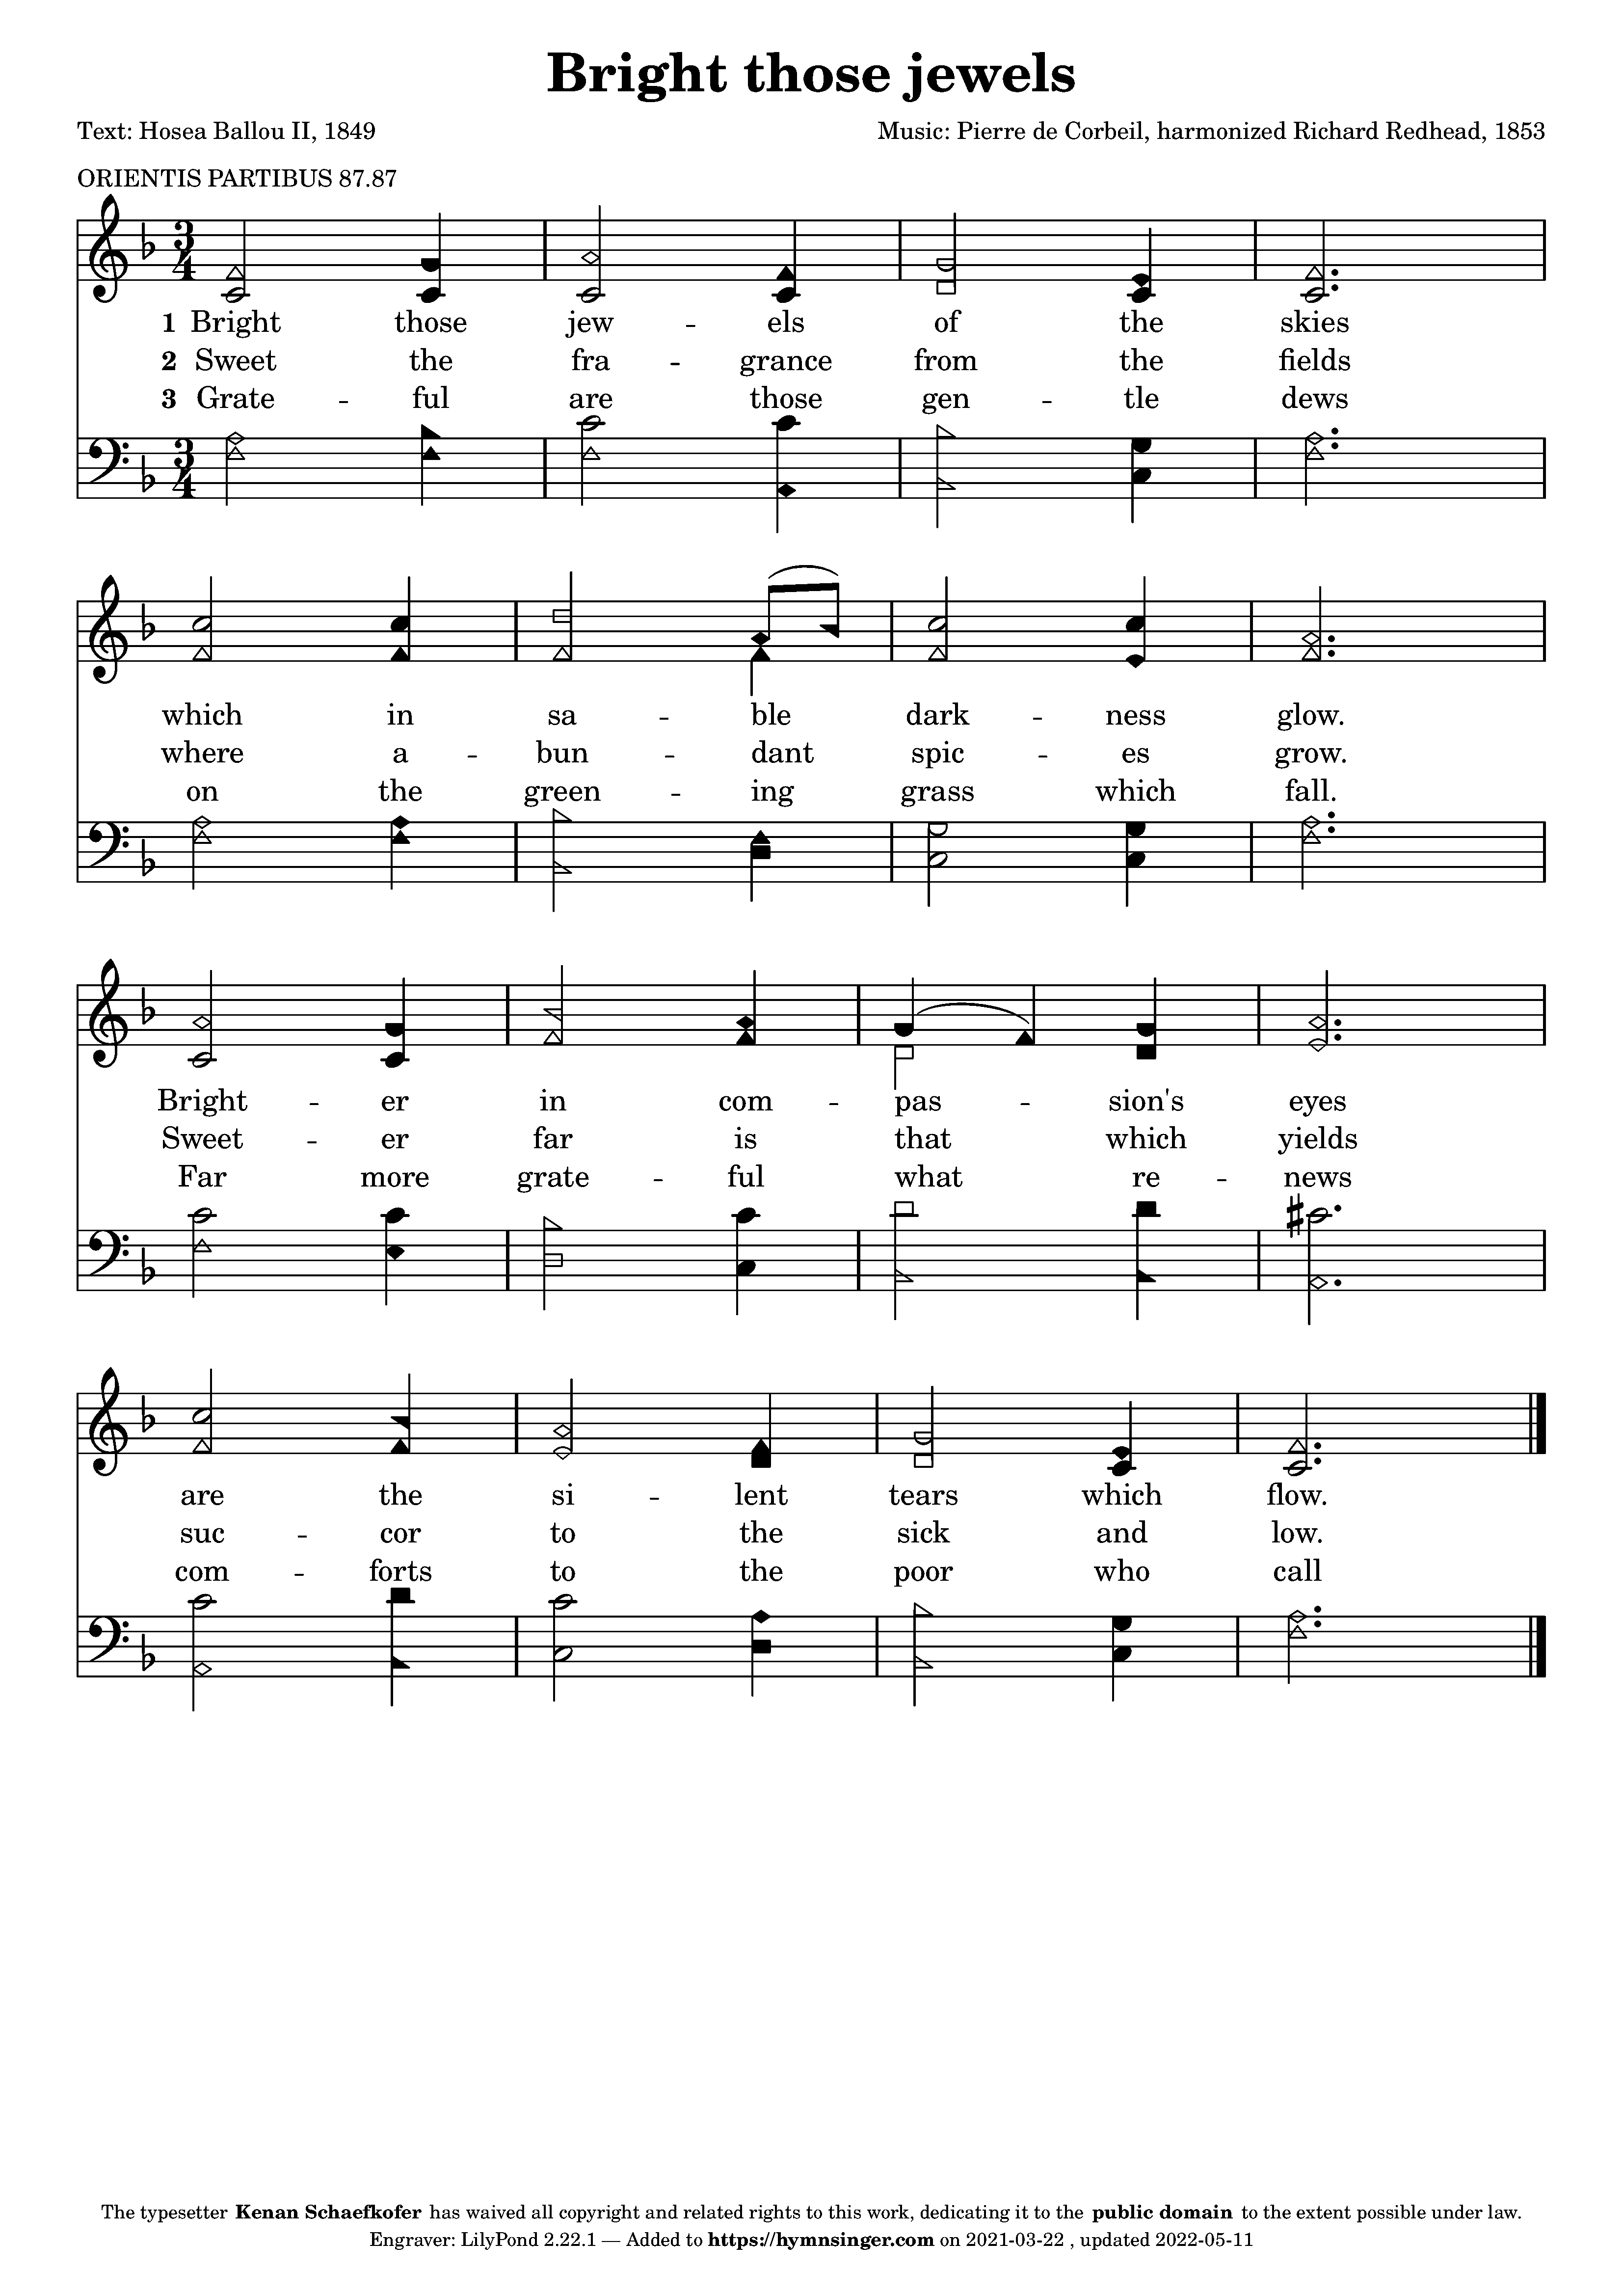 Bright those jewels
Text: Hosea Ballou II, 1849 Music: Pierre de Corbeil, harmonized Richard Redhead, 1853
ORIENTIS PARTIBUS 87.87
1 Bright those jew - els of the skies
2 Sweet the fra - grance from the fields
3 Grate - ful are those gen - tle dews
which in sa - ble dark - ness glow.
where a - bun - dant spic - es grow.
on the green - ing grass which fall.
Bright - er in com - pas - sion's eyes
Sweet - er far is that which yields
Far more grate - ful what re - news
are the si - lent tears which flow.
suc - cor to the sick and low.
com - forts to the poor who call
The typesetter Kenan Schaefkofer has waived all copyright and related rights to this work, dedicating it to the public domain to the extent possible under law.
Engraver: LilyPond 2.22.1 — Added to https://hymnsinger.com on 2021-03-22 , updated 2022-05-11